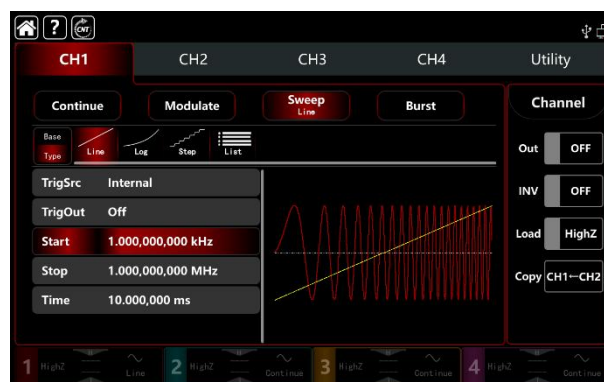 ? CNT
CH1 CH2 CH3 CH4 Utility
Continue Modulate Sweep Burst Channel
Line
Base
Type Line Log Step List
Out OFF
TrigSrc Internal
TrigOut Off
INV OFF
Start 1.000,000,000 kHz
Load HighZ
Stop 1.000,000,000 MHz
Copy CH1←CH2
Time 10.000,000 ms
1 HighZ Line 2 HighZ Continue 3 HighZ Continue 4 HighZ Continue